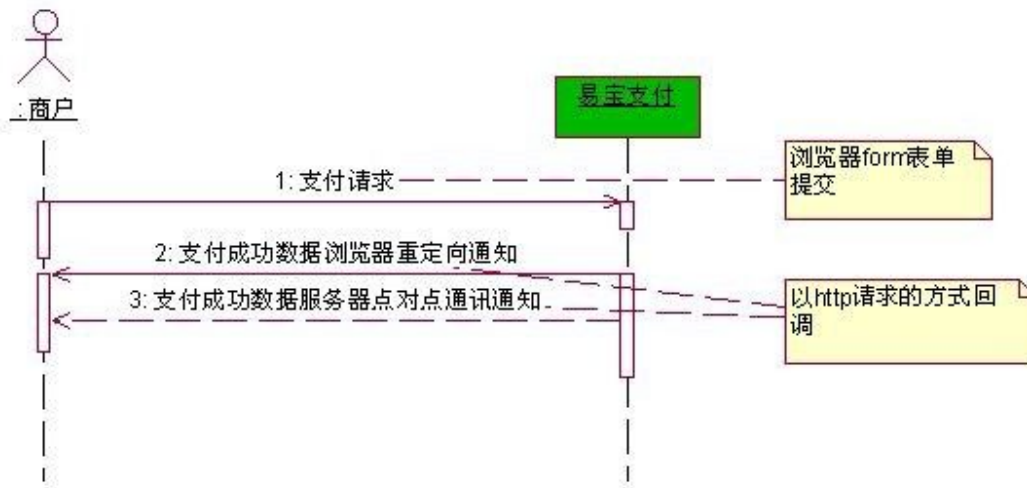 :商户
易宝支付
浏览器form表单
提交
1: 支付请求
2: 支付成功数据浏览器重定向通知
3: 支付成功数据服务器点对点通讯通知
以http请求的方式回
调